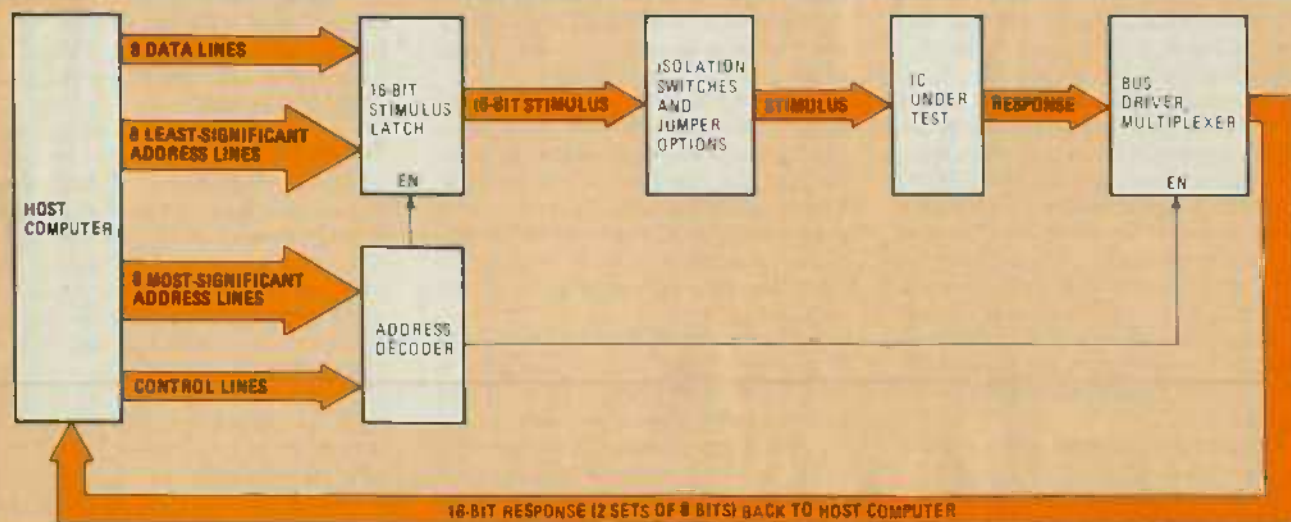 8 DATA LINES
16-BIT
STIMULUS
LATCH
EN
16-BIT STIMULUS
ISOLATION
SWITCHES
AND
JUMPER
OPTIONS
STIMULUS
IC
UNDER
TEST
RESPONSE
BUS
DRIVER
MULTIPLEXER
EN
8 LEAST-SIGNIFICANT
ADDRESS LINES
HOST
COMPUTER
8 MOST-SIGNIFICANT
ADDRESS LINES
ADDRESS
DECODER
CONTROL LINES
16-BIT RESPONSE (2 SETS OF 8 BITS) BACK TO HOST COMPUTER